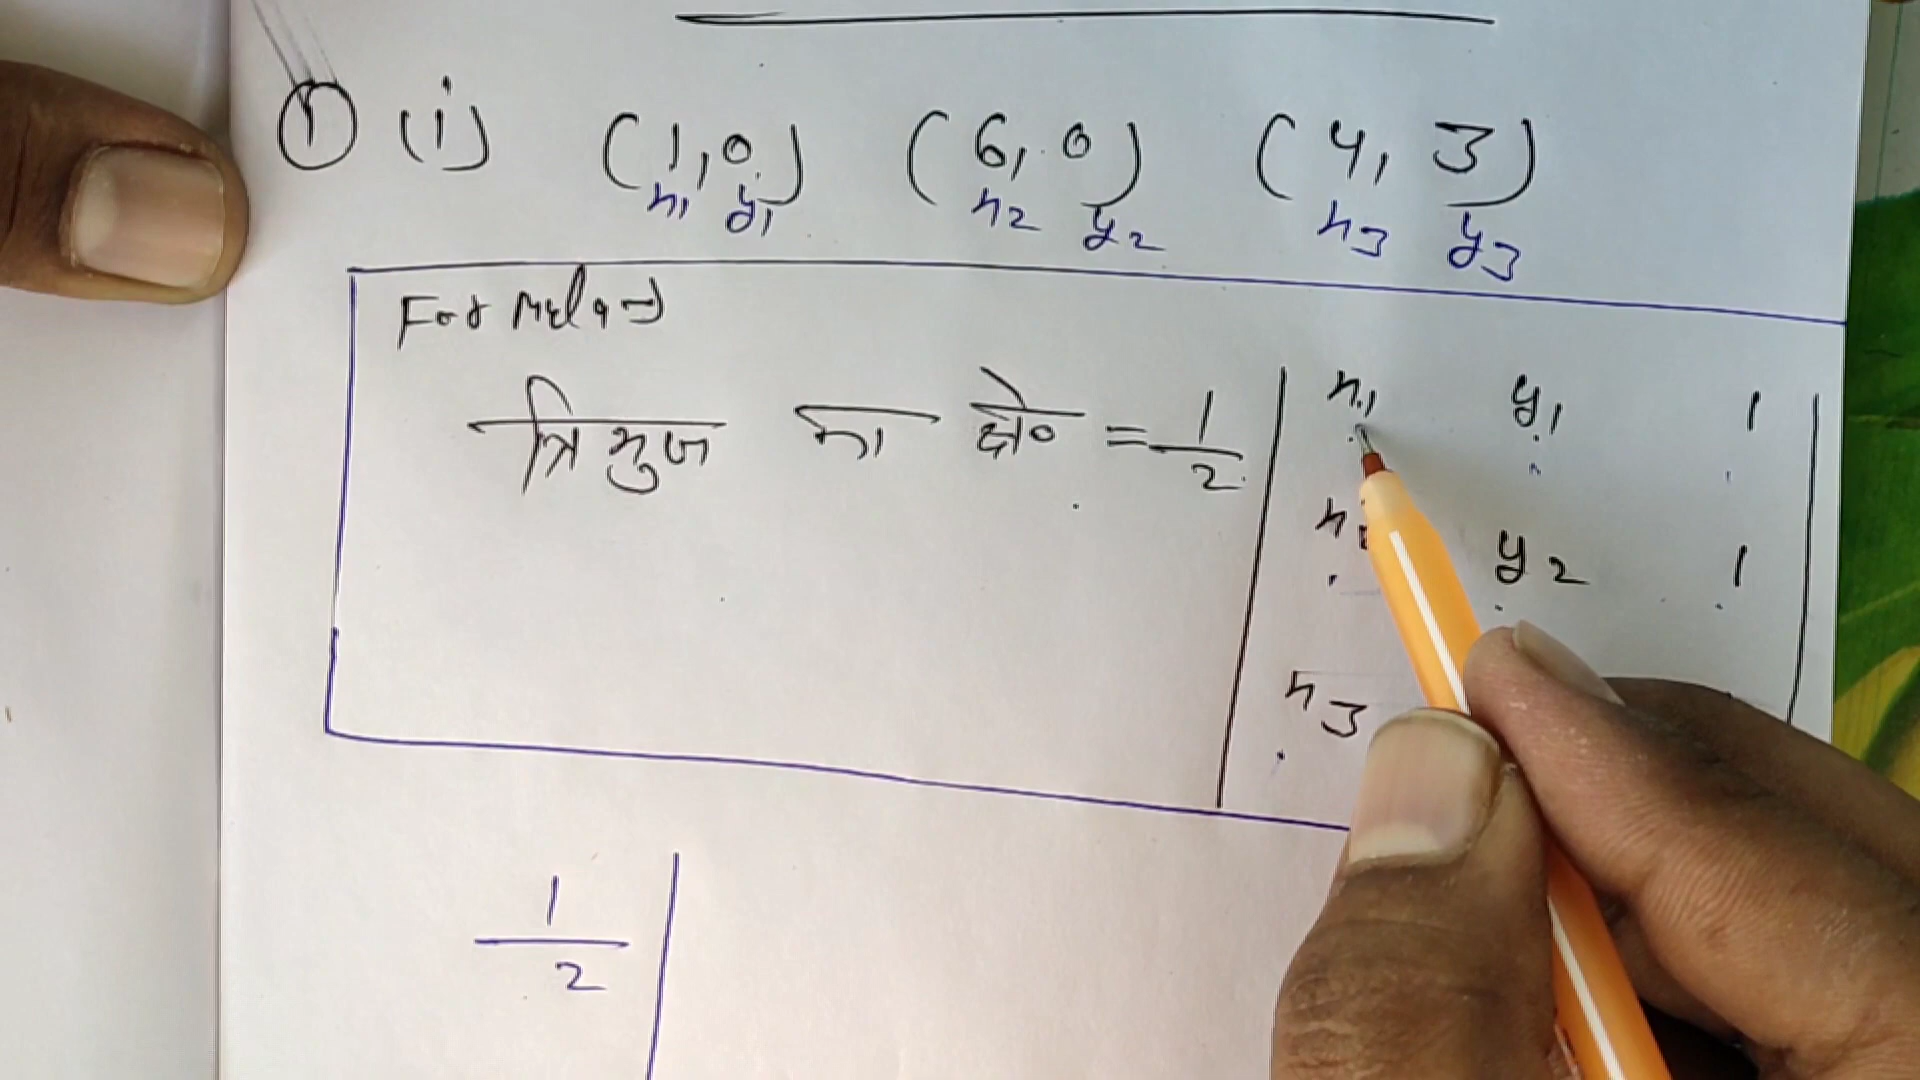 ① (i) (1, 0) (6, 0) (4, 3)
x1 y1 x2 y2 x3 y3
Formula→
त्रिभुज का क्षे० = 1/2 | x1 y1 1
x2 y2 1
x3 |
1/2 |